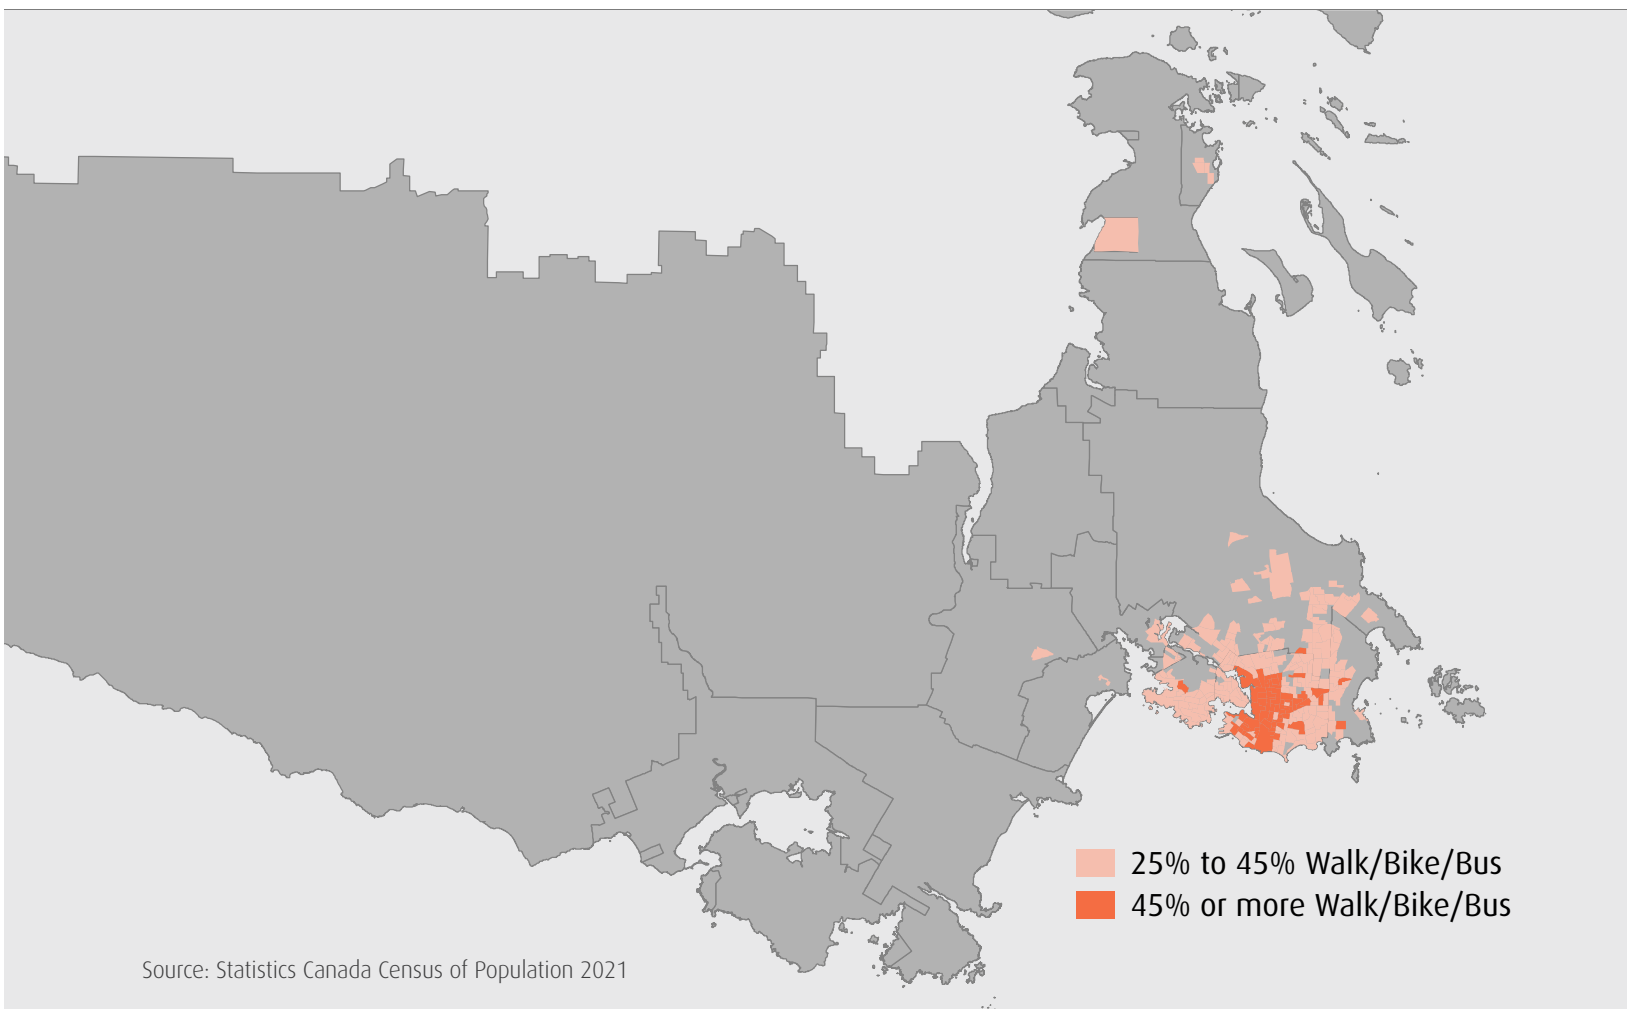 25% to 45% Walk/Bike/Bus
45% or more Walk/Bike/Bus
Source: Statistics Canada Census of Population 2021